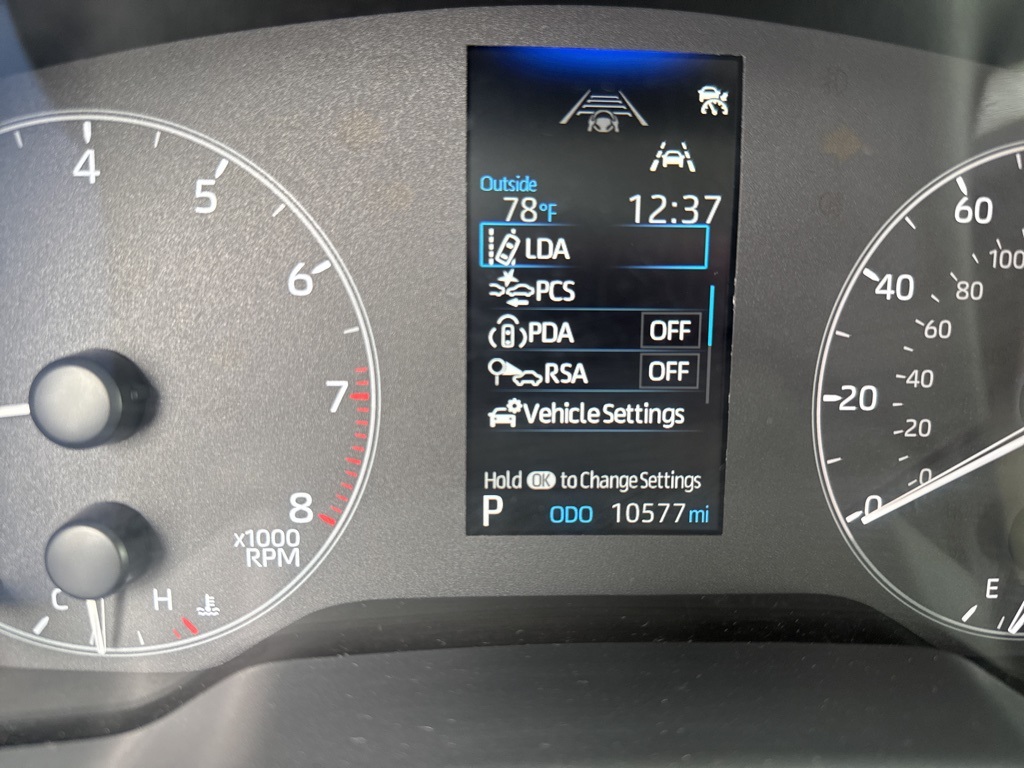 4
5
6
7
8
x1000
RPM
C
H
Outside
78°F 12:37
LDA
PCS
PDA OFF
RSA OFF
Vehicle Settings
Hold OK to Change Settings
P ODO 10577 mi
60
40
20
0
100
80
60
40
20
0
E